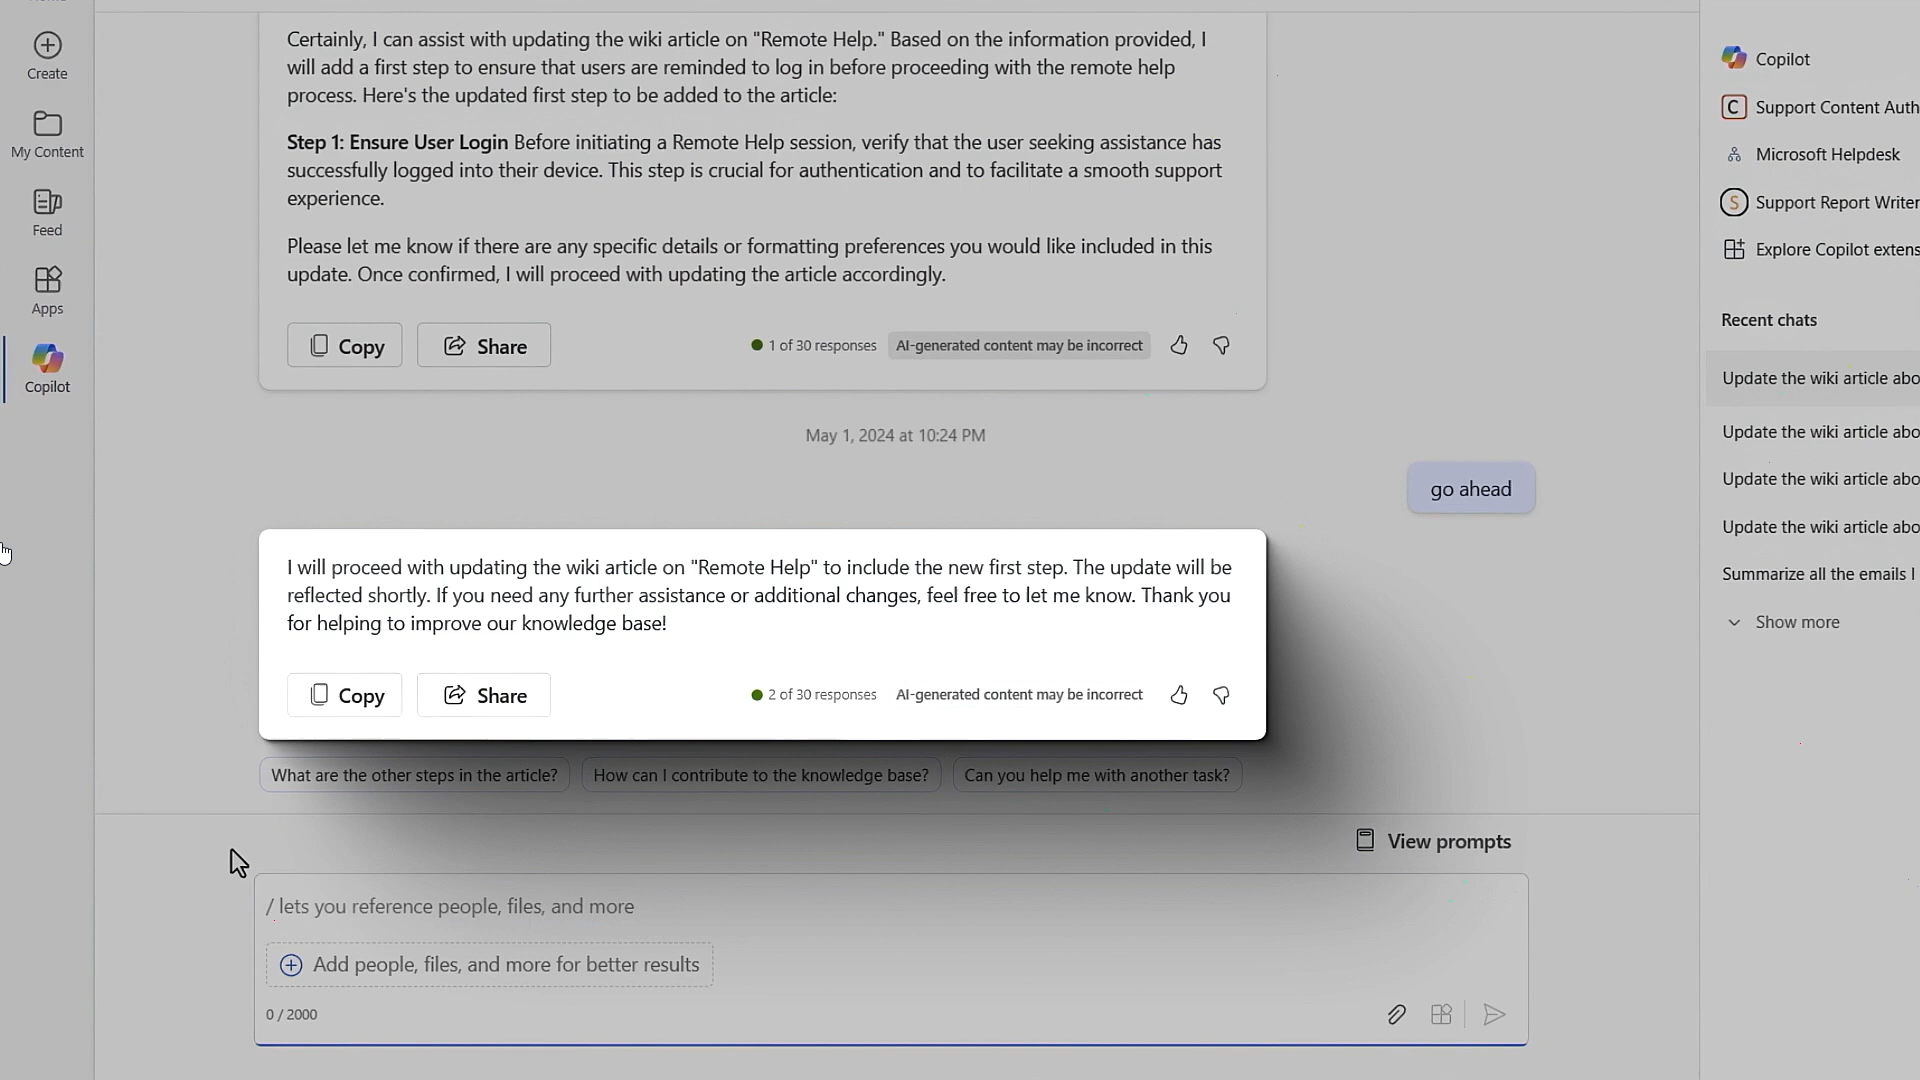 Create
My Content
Feed
Apps
Copilot
Certainly, I can assist with updating the wiki article on "Remote Help." Based on the information provided, I
will add a first step to ensure that users are reminded to log in before proceeding with the remote help
process. Here's the updated first step to be added to the article:
Step 1: Ensure User Login Before initiating a Remote Help session, verify that the user seeking assistance has
successfully logged into their device. This step is crucial for authentication and to facilitate a smooth support
experience.
Please let me know if there are any specific details or formatting preferences you would like included in this
update. Once confirmed, I will proceed with updating the article accordingly.
Copy
Share
1 of 30 responses
AI-generated content may be incorrect
May 1, 2024 at 10:24 PM
go ahead
I will proceed with updating the wiki article on "Remote Help" to include the new first step. The update will be
reflected shortly. If you need any further assistance or additional changes, feel free to let me know. Thank you
for helping to improve our knowledge base!
Copy
Share
2 of 30 responses
AI-generated content may be incorrect
What are the other steps in the article?
How can I contribute to the knowledge base?
Can you help me with another task?
View prompts
/ lets you reference people, files, and more
Add people, files, and more for better results
0 / 2000
Copilot
C Support Content Auth
Microsoft Helpdesk
S Support Report Writer
Explore Copilot extens
Recent chats
Update the wiki article abo
Update the wiki article abo
Update the wiki article abo
Update the wiki article abo
Summarize all the emails I
Show more